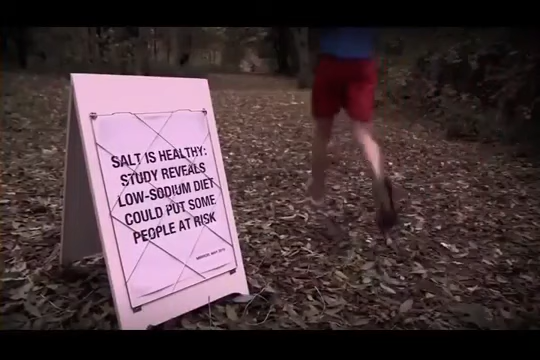 SALT IS HEALTHY:
STUDY REVEALS
LOW-SODIUM DIET
COULD PUT SOME
PEOPLE AT RISK